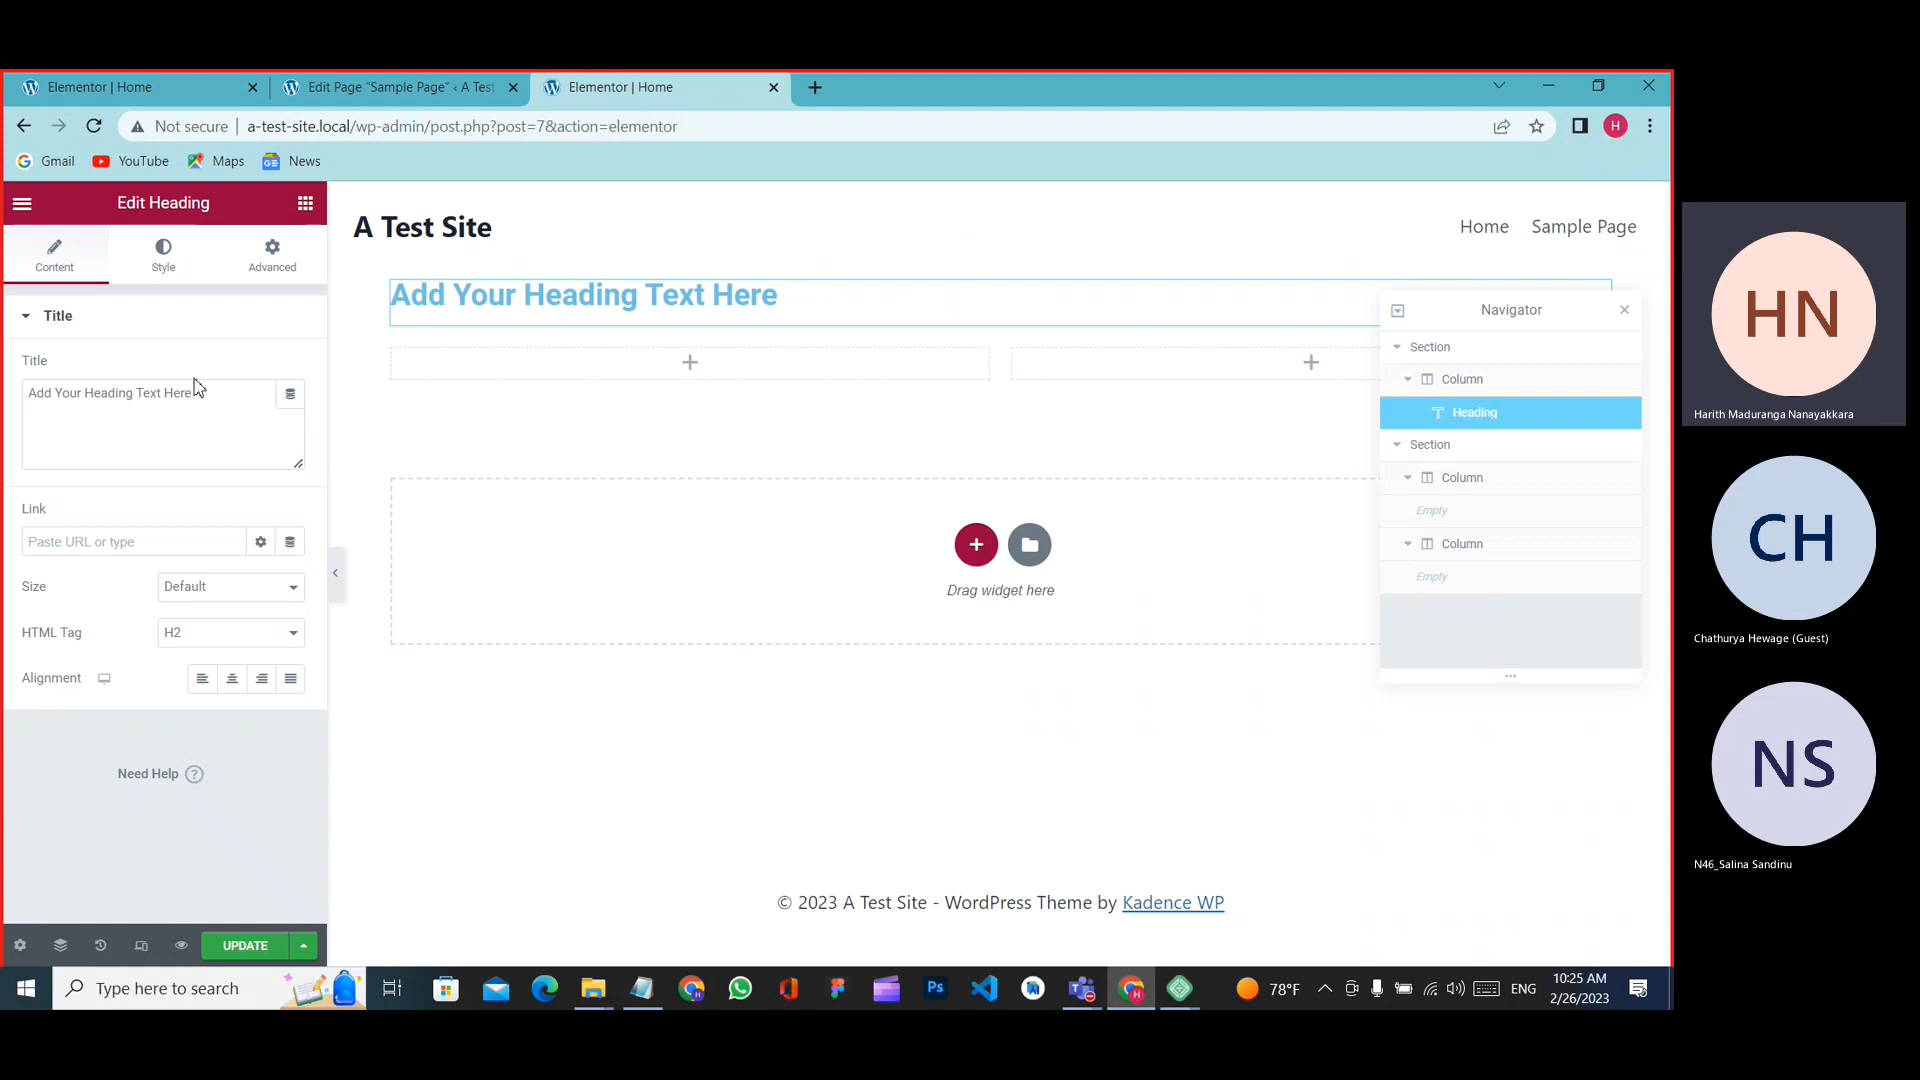 Elementor | Home
Edit Page "Sample Page" ‹ A Test
Elementor | Home
Not secure | a-test-site.local/wp-admin/post.php?post=7&action=elementor
H
Gmail
YouTube
Maps
News
Edit Heading
Content
Style
Advanced
Title
Title
Add Your Heading Text Here
Link
Paste URL or type
Size
Default
HTML Tag
H2
Alignment
Need Help ?
UPDATE
A Test Site
Home
Sample Page
Add Your Heading Text Here
Drag widget here
Navigator
Section
Column
Heading
Section
Column
Empty
Column
Empty
© 2023 A Test Site - WordPress Theme by Kadence WP
Type here to search
Ps
78°F
ENG
10:25 AM
2/26/2023
HN
Harith Maduranga Nanayakkara
CH
Chathurya Hewage (Guest)
NS
N46_Salina Sandinu